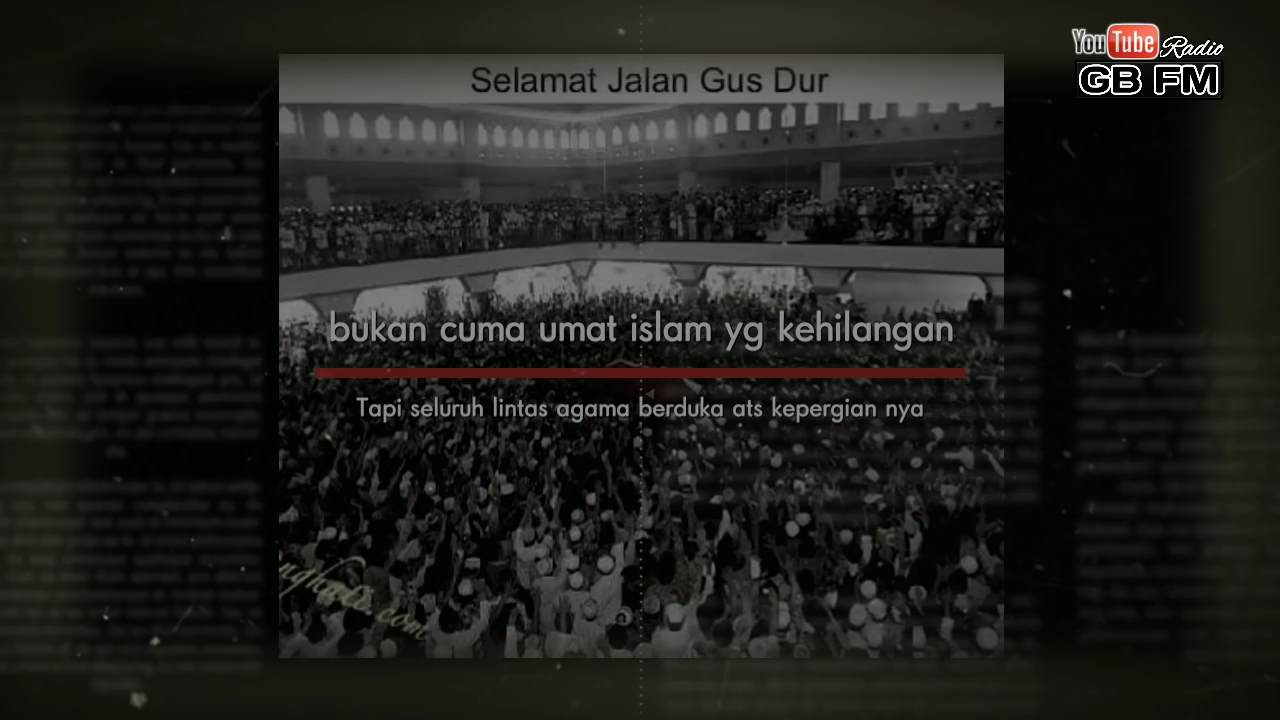 YouTube Radio
GB FM
Selamat Jalan Gus Dur
bukan cuma umat islam yg kehilangan
Tapi seluruh lintas agama berduka ats kepergian nya